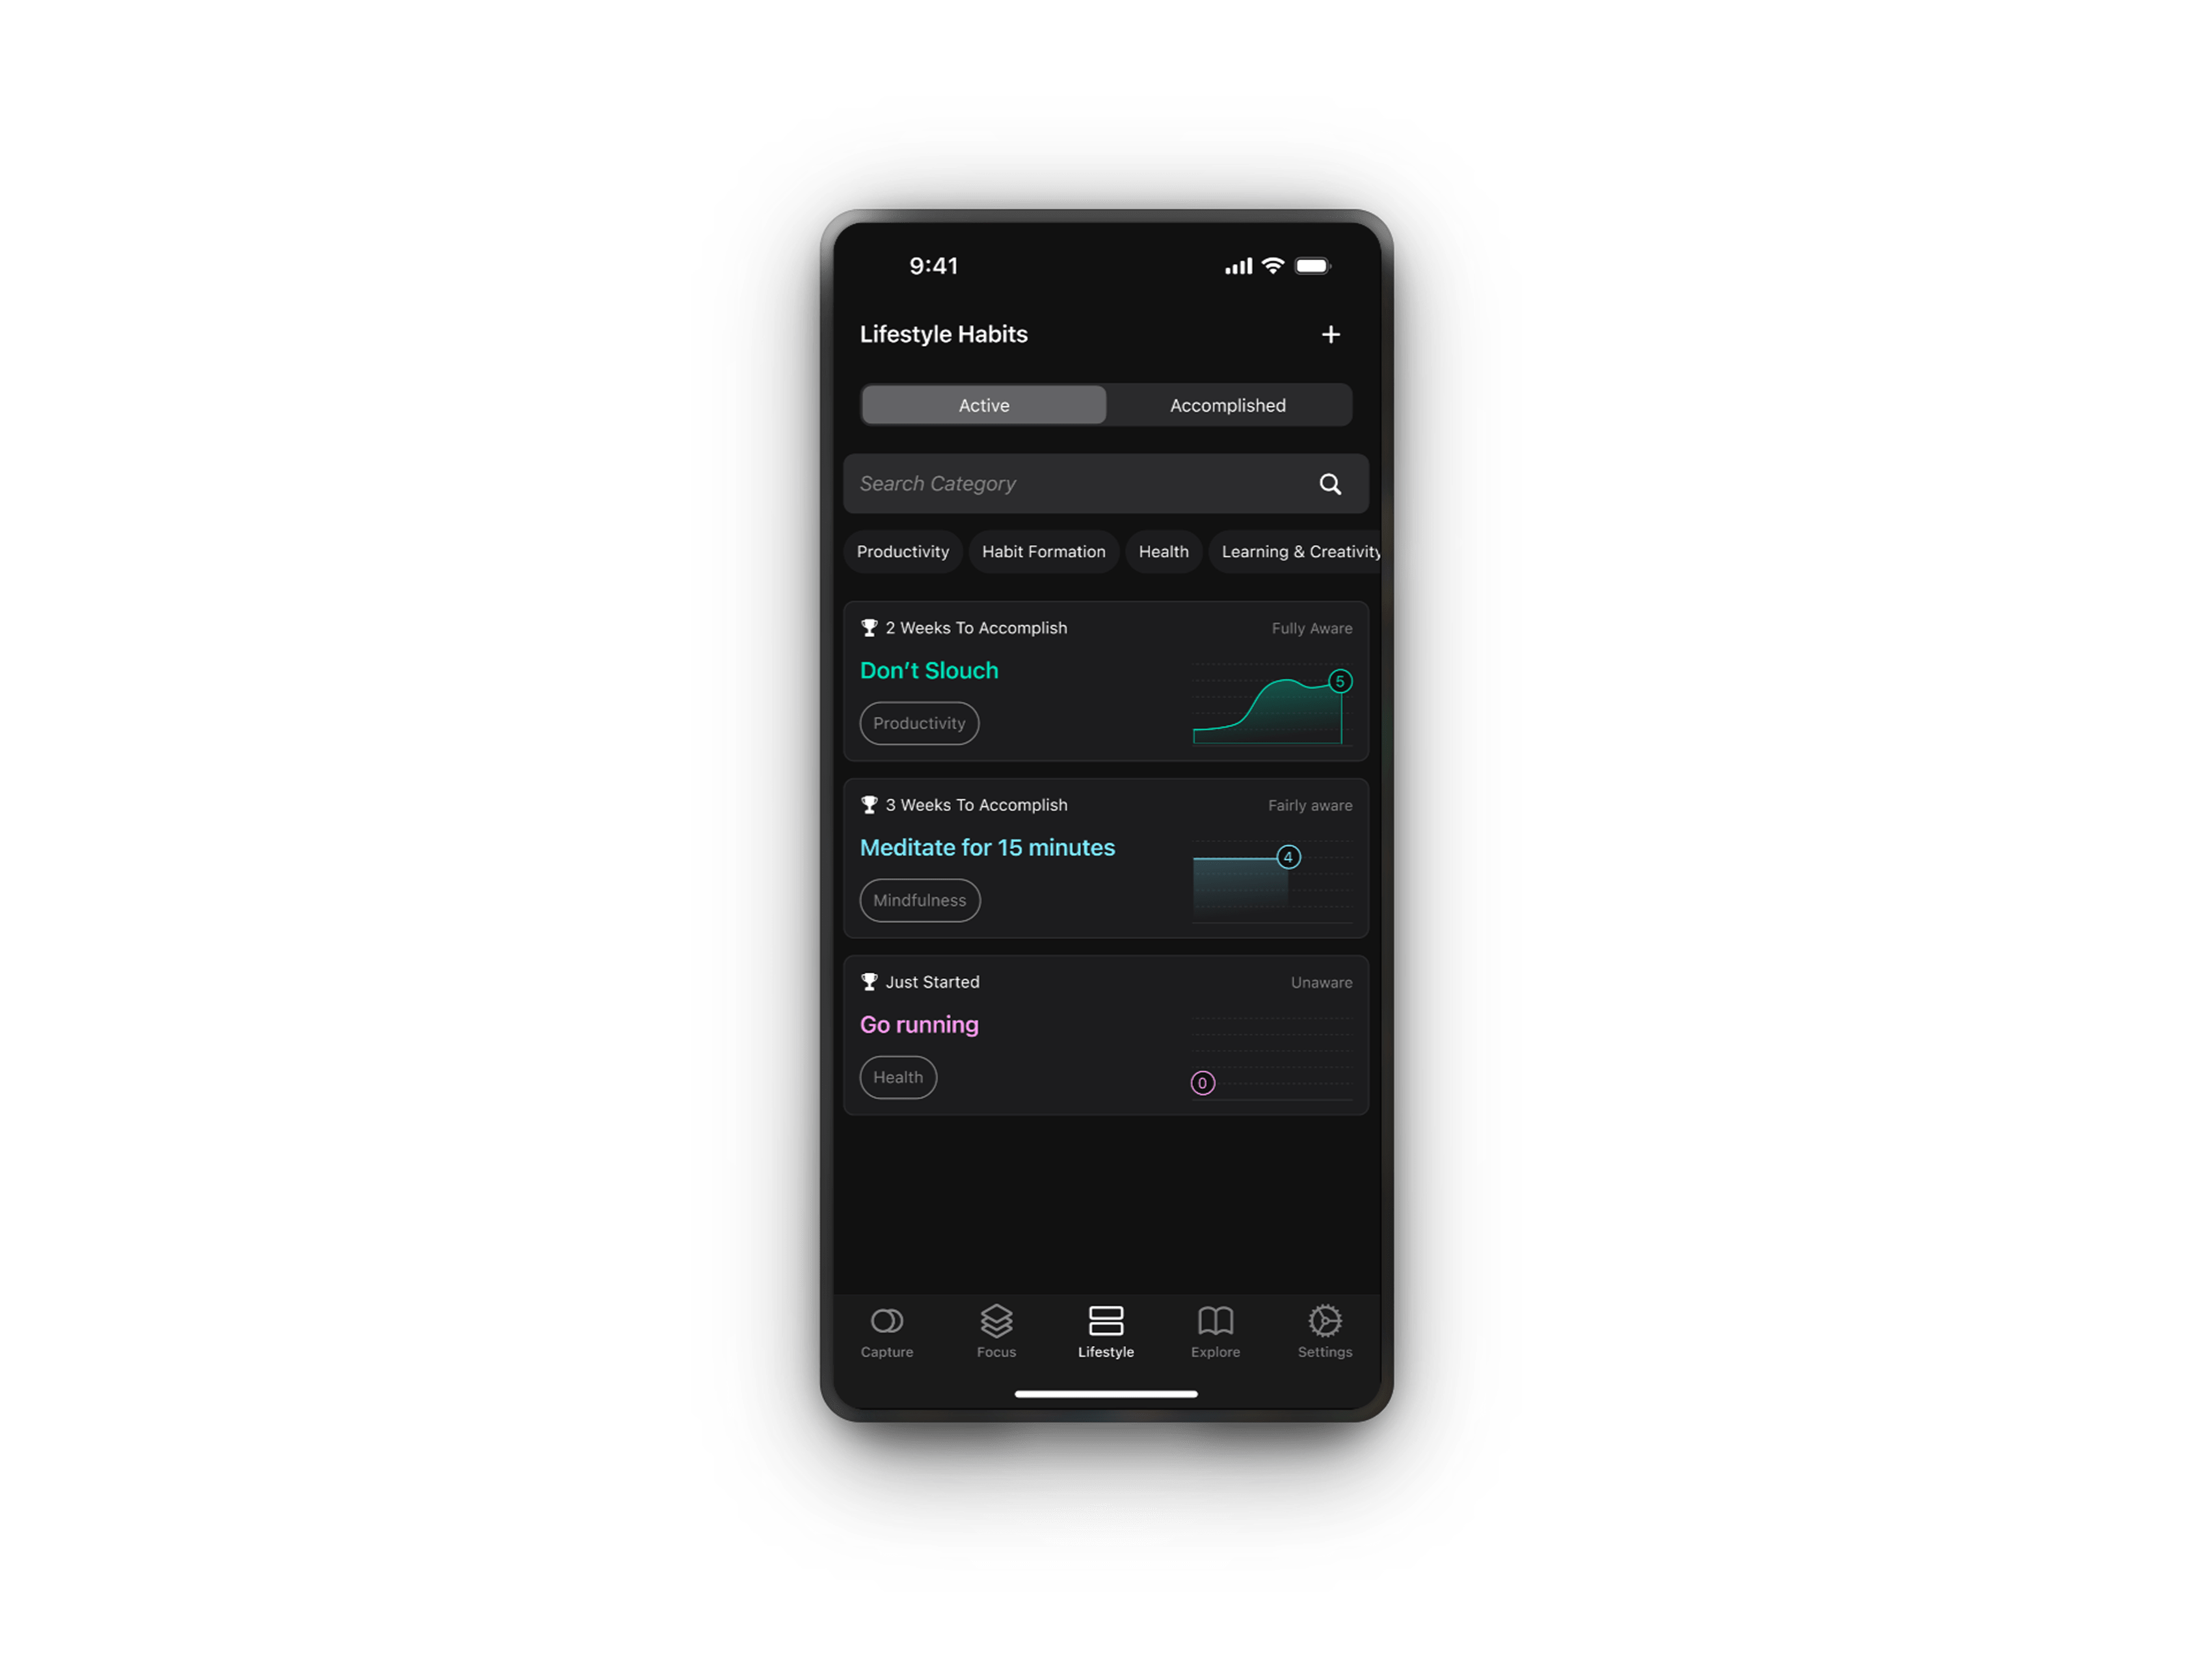 9:41
Lifestyle Habits
Active Accomplished
Search Category
Productivity Habit Formation Health Learning & Creativity
2 Weeks To Accomplish Fully Aware
Don’t Slouch
5
Productivity
3 Weeks To Accomplish Fairly aware
Meditate for 15 minutes
4
Mindfulness
Just Started Unaware
Go running
Health
0
Capture Focus Lifestyle Explore Settings